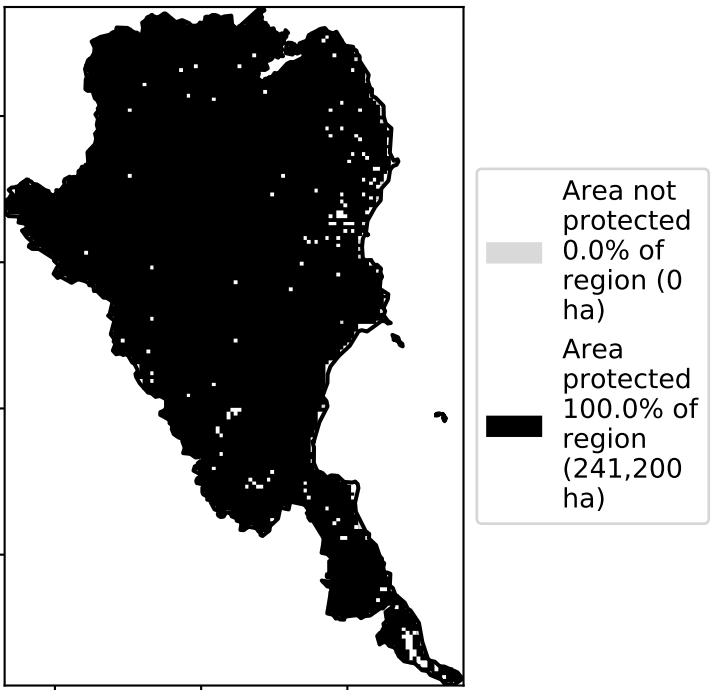 Area not
protected
0.0% of
region (0
ha)
Area
protected
100.0% of
region
(241,200
ha)